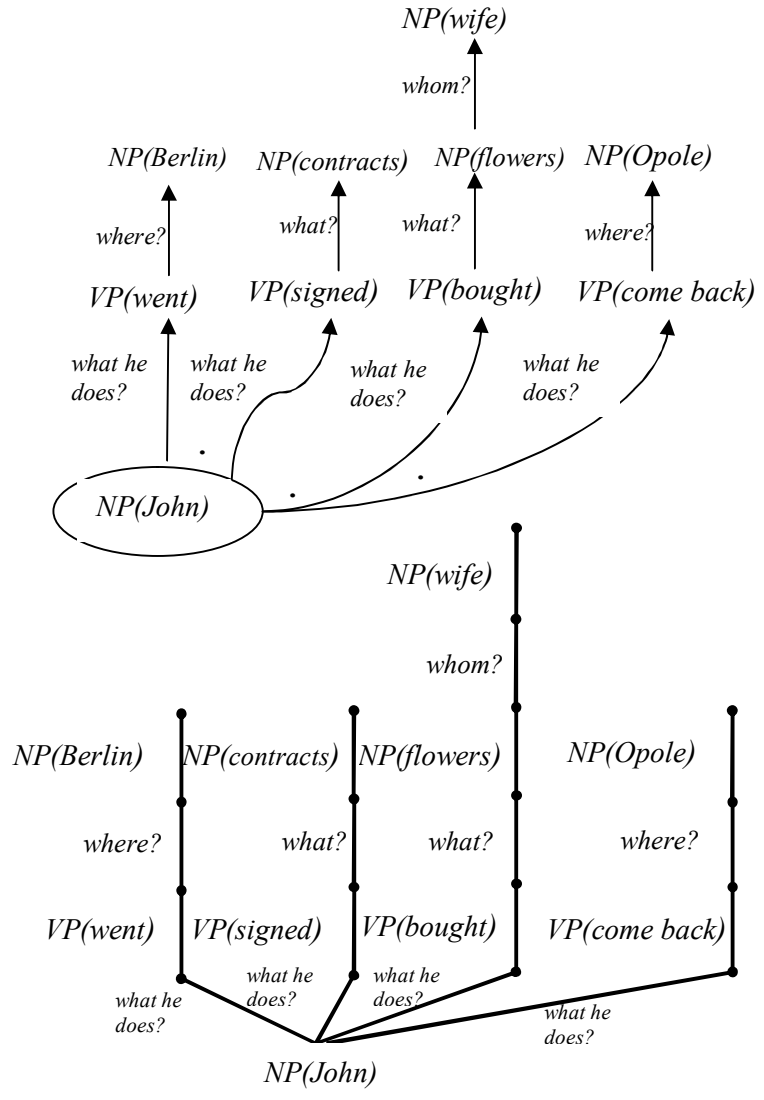 NP(wife)
whom?
NP(Berlin) NP(contracts) NP(flowers) NP(Opole)
where? what? what? where?
VP(went) VP(signed) VP(bought) VP(come back)
what he what he what he what he
does? does? does? does?
NP(John)
NP(wife)
whom?
NP(Berlin) NP(contracts) NP(flowers) NP(Opole)
where? what? what? where?
VP(went) VP(signed) VP(bought) VP(come back)
what he what he what he what he
does? does? does? does?
NP(John)